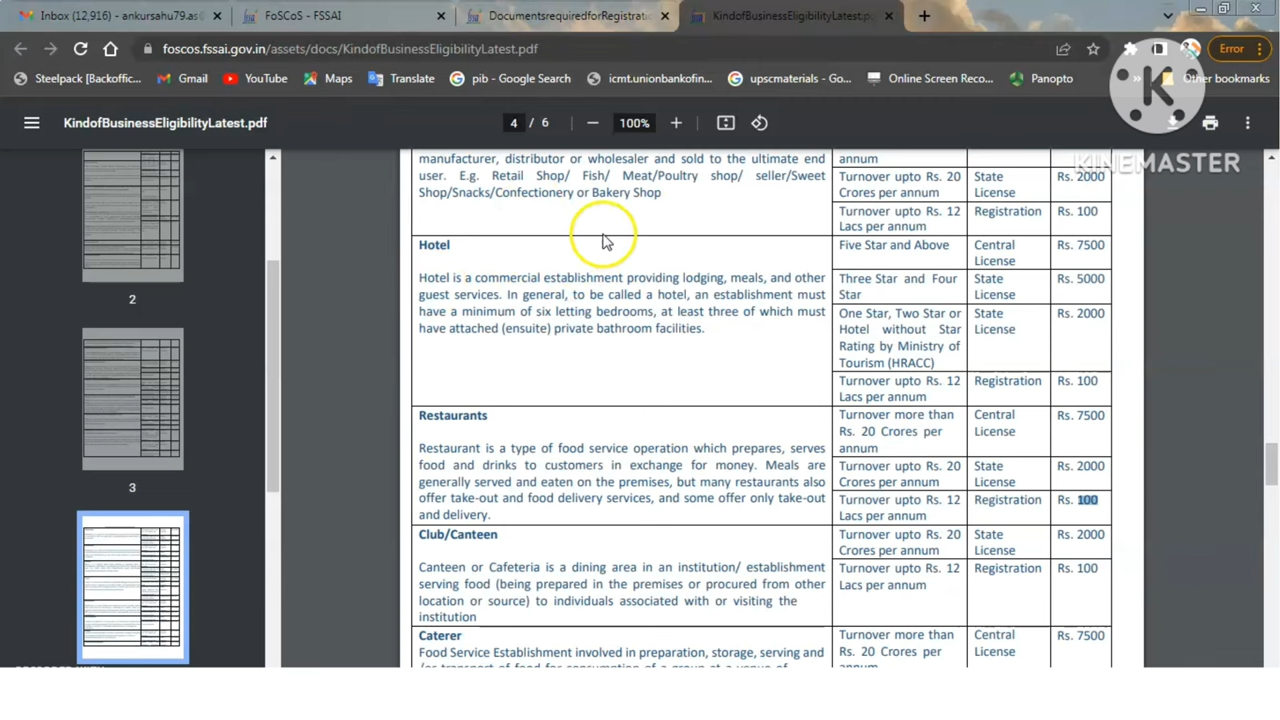 Inbox (12,916) - ankursahu79.as@
FoSCoS - FSSAI
DocumentsrequiredforRegistratio
KindofBusinessEligibilityLatest.p
foscos.fssai.gov.in/assets/docs/KindofBusinessEligibilityLatest.pdf
Error
Steelpack [Backoffic...
Gmail
YouTube
Maps
Translate
pib - Google Search
icmt.unionbankofin...
upscmaterials - Go...
Online Screen Reco...
Panopto
»
Other bookmarks
KindofBusinessEligibilityLatest.pdf
4 / 6
100%
K
KINEMASTER
2
3
manufacturer, distributor or wholesaler and sold to the ultimate end
user. E.g. Retail Shop/ Fish/ Meat/Poultry shop/ seller/Sweet
Shop/Snacks/Confectionery or Bakery Shop
annum
Turnover upto Rs. 20
Crores per annum
State
License
Rs. 2000
Turnover upto Rs. 12
Lacs per annum
Registration
Rs. 100
Hotel
Hotel is a commercial establishment providing lodging, meals, and other
guest services. In general, to be called a hotel, an establishment must
have a minimum of six letting bedrooms, at least three of which must
have attached (ensuite) private bathroom facilities.
Five Star and Above
Central
License
Rs. 7500
Three Star and Four
Star
State
License
Rs. 5000
One Star, Two Star or
Hotel without Star
Rating by Ministry of
Tourism (HRACC)
State
License
Rs. 2000
Turnover upto Rs. 12
Lacs per annum
Registration
Rs. 100
Restaurants
Restaurant is a type of food service operation which prepares, serves
food and drinks to customers in exchange for money. Meals are
generally served and eaten on the premises, but many restaurants also
offer take-out and food delivery services, and some offer only take-out
and delivery.
Turnover more than
Rs. 20 Crores per
annum
Central
License
Rs. 7500
Turnover upto Rs. 20
Crores per annum
State
License
Rs. 2000
Turnover upto Rs. 12
Lacs per annum
Registration
Rs. 100
Club/Canteen
Canteen or Cafeteria is a dining area in an institution/ establishment
serving food (being prepared in the premises or procured from other
location or source) to individuals associated with or visiting the
institution
Turnover upto Rs. 20
Crores per annum
State
License
Rs. 2000
Turnover upto Rs. 12
Lacs per annum
Registration
Rs. 100
Caterer
Food Service Establishment involved in preparation, storage, serving and
Turnover more than
Rs. 20 Crores per
Central
License
Rs. 7500